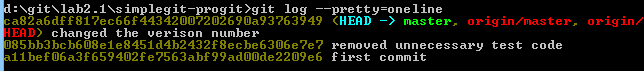 d:\git\lab2.1\simplegit-progit>git log --pretty=oneline
ca82a6dff817ec66f44342007202690a93763949 (HEAD -> master, origin/master, origin/
HEAD) changed the verison number
085bb3bcb608e1e8451d4b2432f8ecbe6306e7e7 removed unnecessary test code
a11bef06a3f659402fe7563abf99ad00de2209e6 first commit